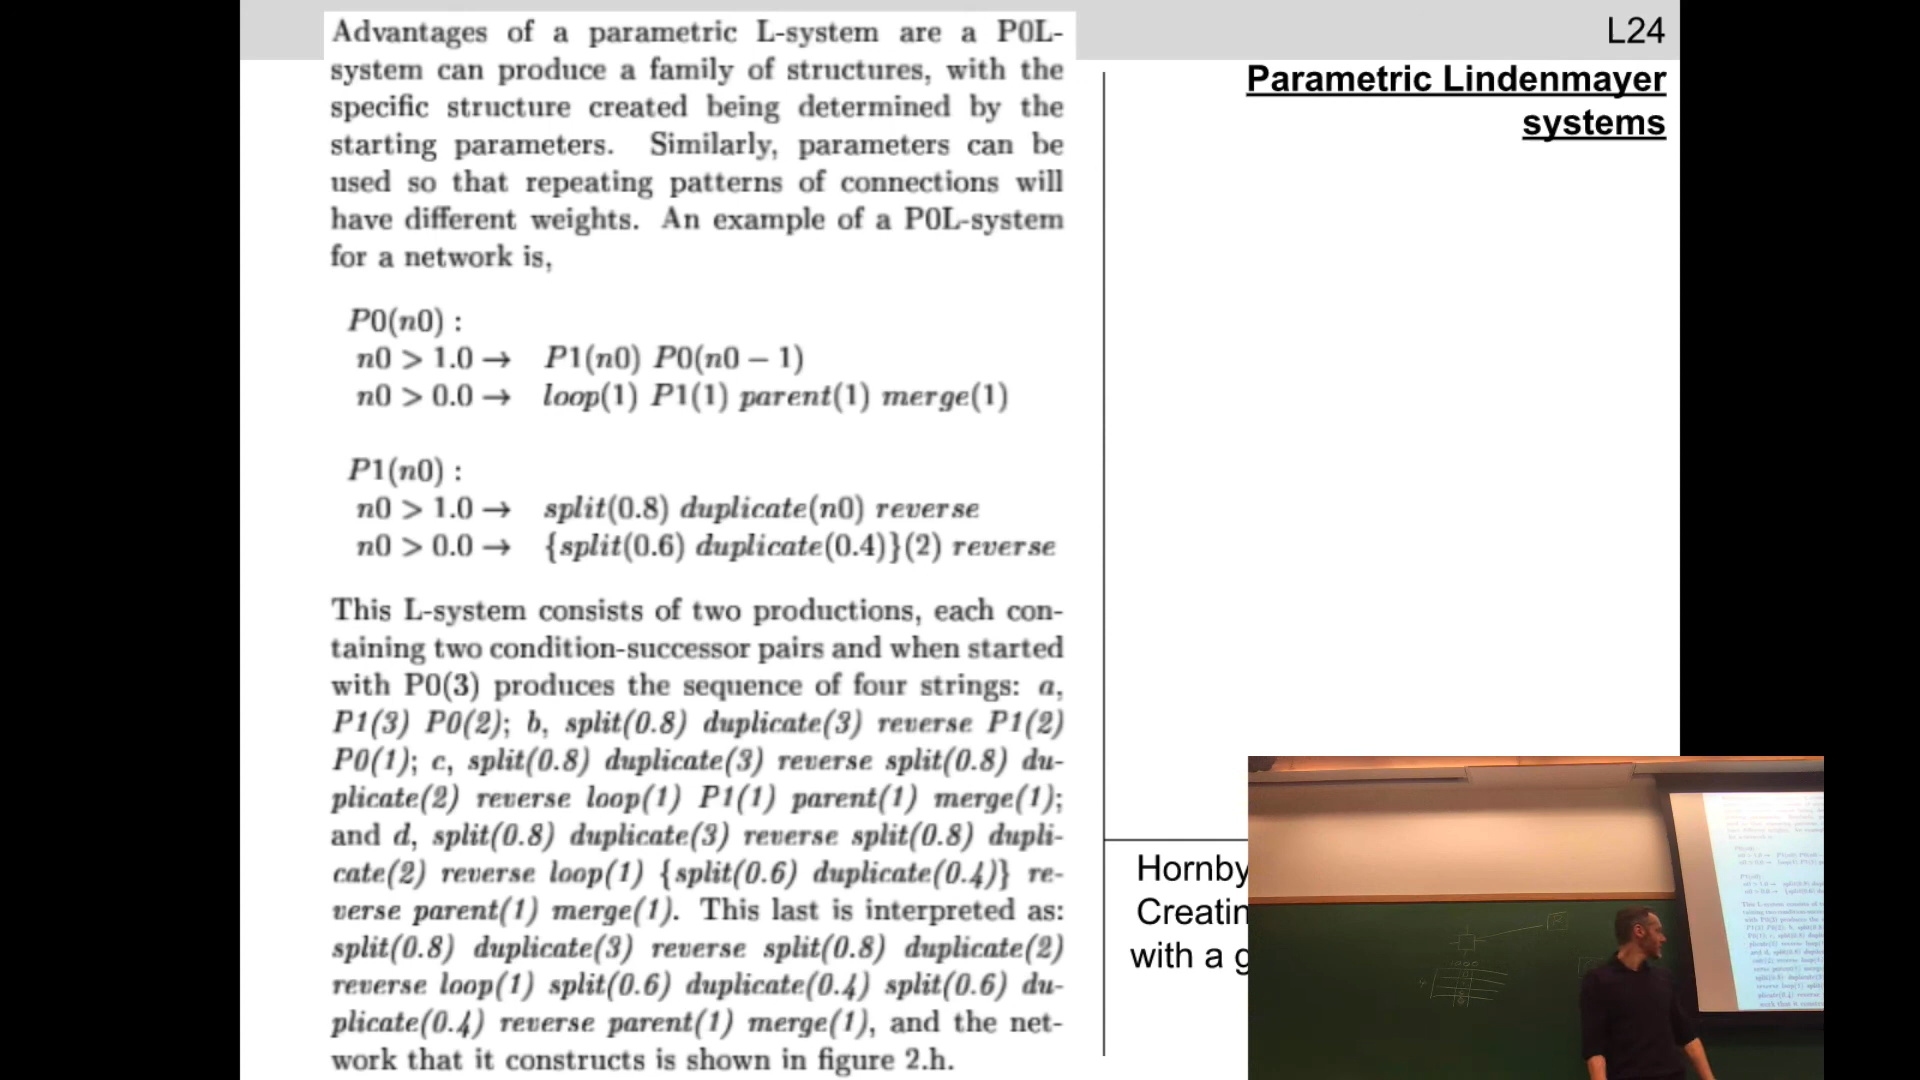 Advantages of a parametric L-system are a P0L-
system can produce a family of structures, with the
specific structure created being determined by the
starting parameters. Similarly, parameters can be
used so that repeating patterns of connections will
have different weights. An example of a P0L-system
for a network is,
P0(n0) :
n0 > 1.0 → P1(n0) P0(n0 − 1)
n0 > 0.0 → loop(1) P1(1) parent(1) merge(1)
P1(n0) :
n0 > 1.0 → split(0.8) duplicate(n0) reverse
n0 > 0.0 → {split(0.6) duplicate(0.4)}(2) reverse
This L-system consists of two productions, each con-
taining two condition-successor pairs and when started
with P0(3) produces the sequence of four strings: a,
P1(3) P0(2); b, split(0.8) duplicate(3) reverse P1(2)
P0(1); c, split(0.8) duplicate(3) reverse split(0.8) du-
plicate(2) reverse loop(1) P1(1) parent(1) merge(1);
and d, split(0.8) duplicate(3) reverse split(0.8) dupli-
cate(2) reverse loop(1) {split(0.6) duplicate(0.4)} re-
verse parent(1) merge(1). This last is interpreted as:
split(0.8) duplicate(3) reverse split(0.8) duplicate(2)
reverse loop(1) split(0.6) duplicate(0.4) split(0.6) du-
plicate(0.4) reverse parent(1) merge(1), and the net-
work that it constructs is shown in figure 2.h.
L24
Parametric Lindenmayer
systems
Hornby
Creatin
with a g